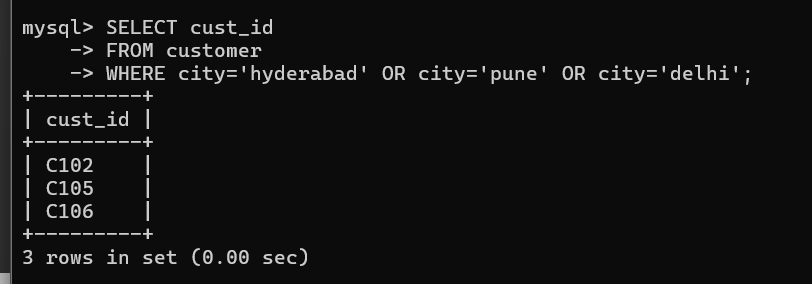 mysql> SELECT cust_id
    -> FROM customer
    -> WHERE city='hyderabad' OR city='pune' OR city='delhi';
+---------+
| cust_id |
+---------+
| C102    |
| C105    |
| C106    |
+---------+
3 rows in set (0.00 sec)